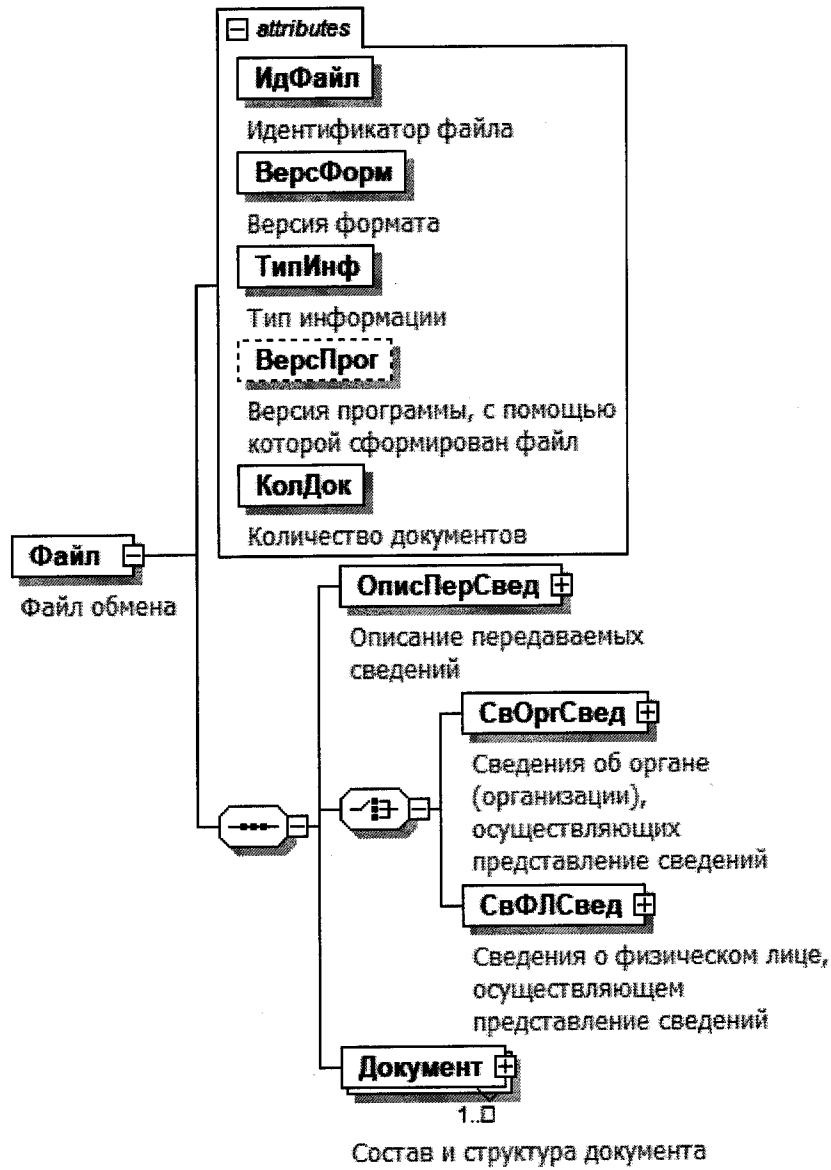 attributes
ИдФайл
Идентификатор файла
ВерсФорм
Версия формата
ТипИнф
Тип информации
ВерсПрог
Версия программы, с помощью
которой сформирован файл
КолДок
Количество документов
Файл
Файл обмена
ОписПерСвед
Описание передаваемых
сведений
СвОргСвед
Сведения об органе
(организации),
осуществляющих
представление сведений
СвФЛСвед
Сведения о физическом лице,
осуществляющем
представление сведений
Документ
1..
Состав и структура документа